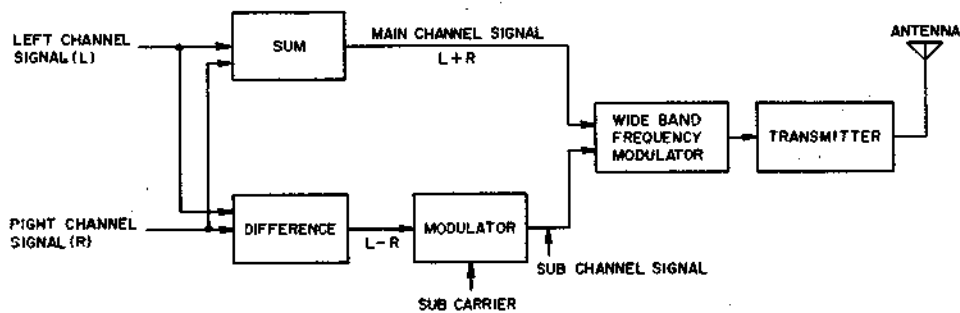 LEFT CHANNEL
SIGNAL(L)
SUM
MAIN CHANNEL SIGNAL
L+R
ANTENNA
WIDE BAND
FREQUENCY
MODULATOR
TRANSMITTER
RIGHT CHANNEL
SIGNAL(R)
DIFFERENCE
L-R
MODULATOR
SUB CHANNEL SIGNAL
SUB CARRIER